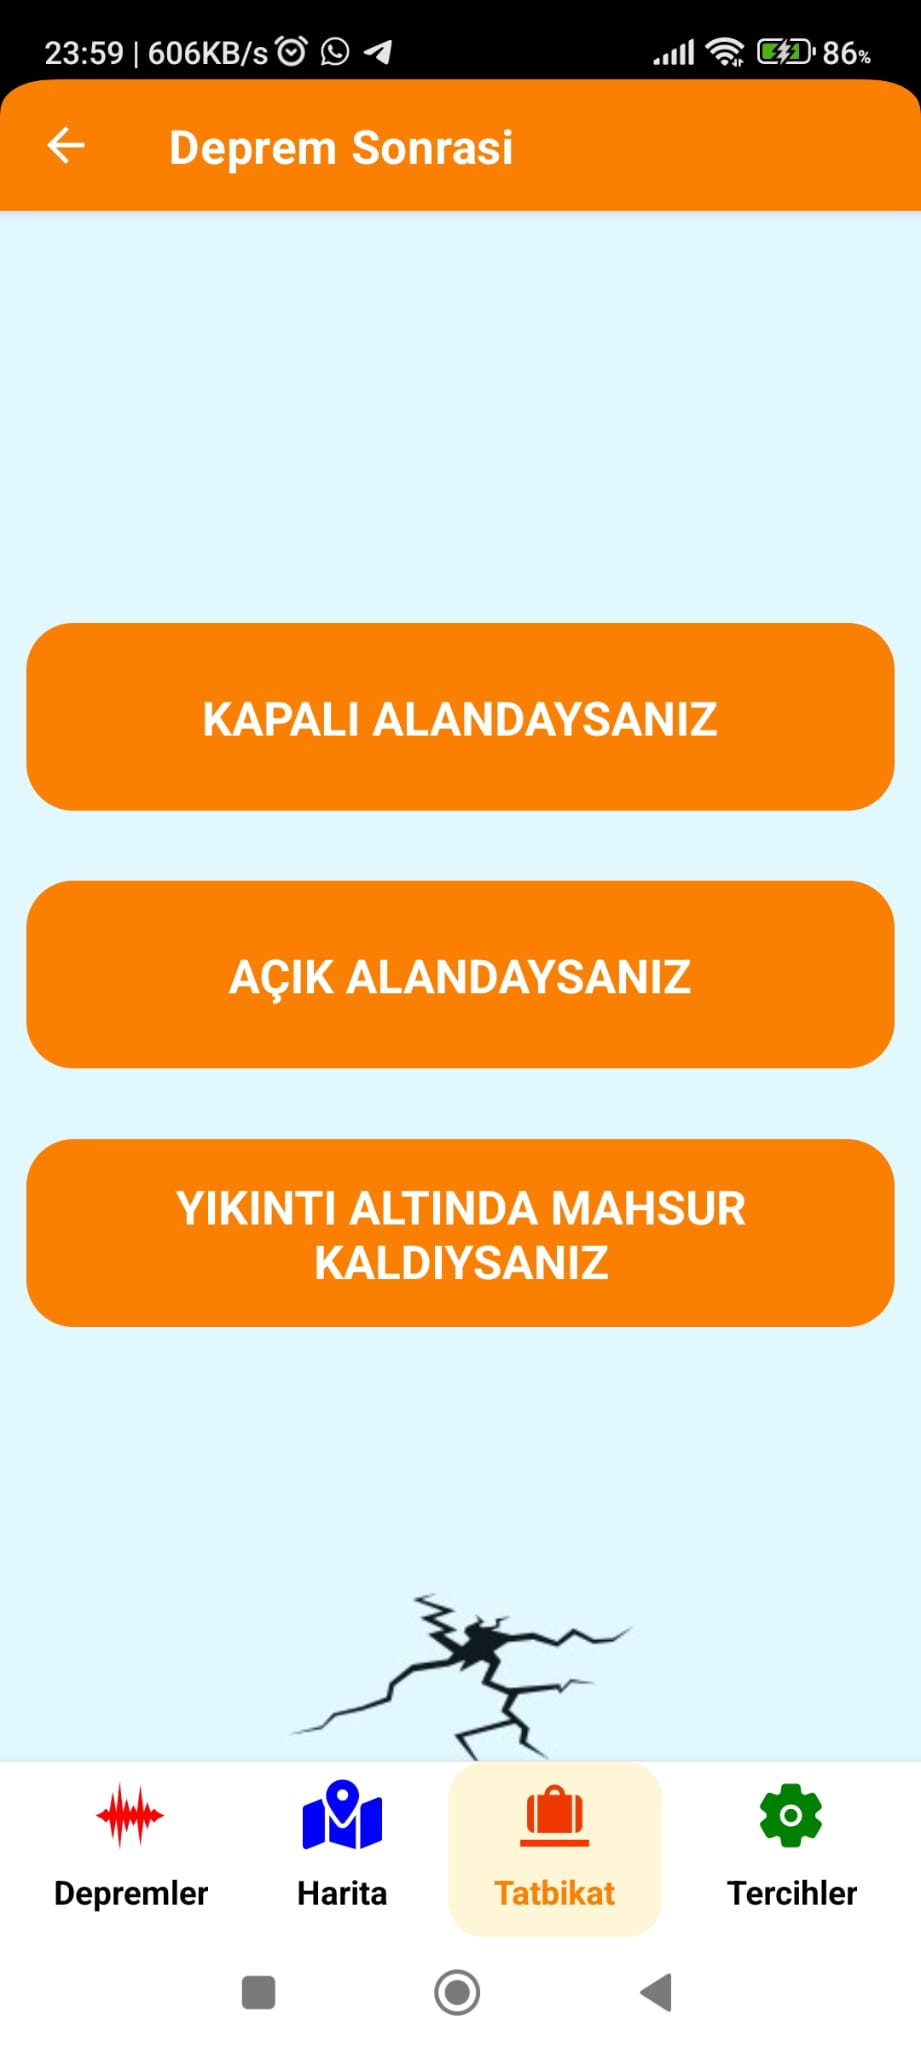 23:59 | 606KB/s 86%
Deprem Sonrasi
KAPALI ALANDAYSANIZ
AÇIK ALANDAYSANIZ
YIKINTI ALTINDA MAHSUR
KALDIYSANIZ
Depremler Harita Tatbikat Tercihler